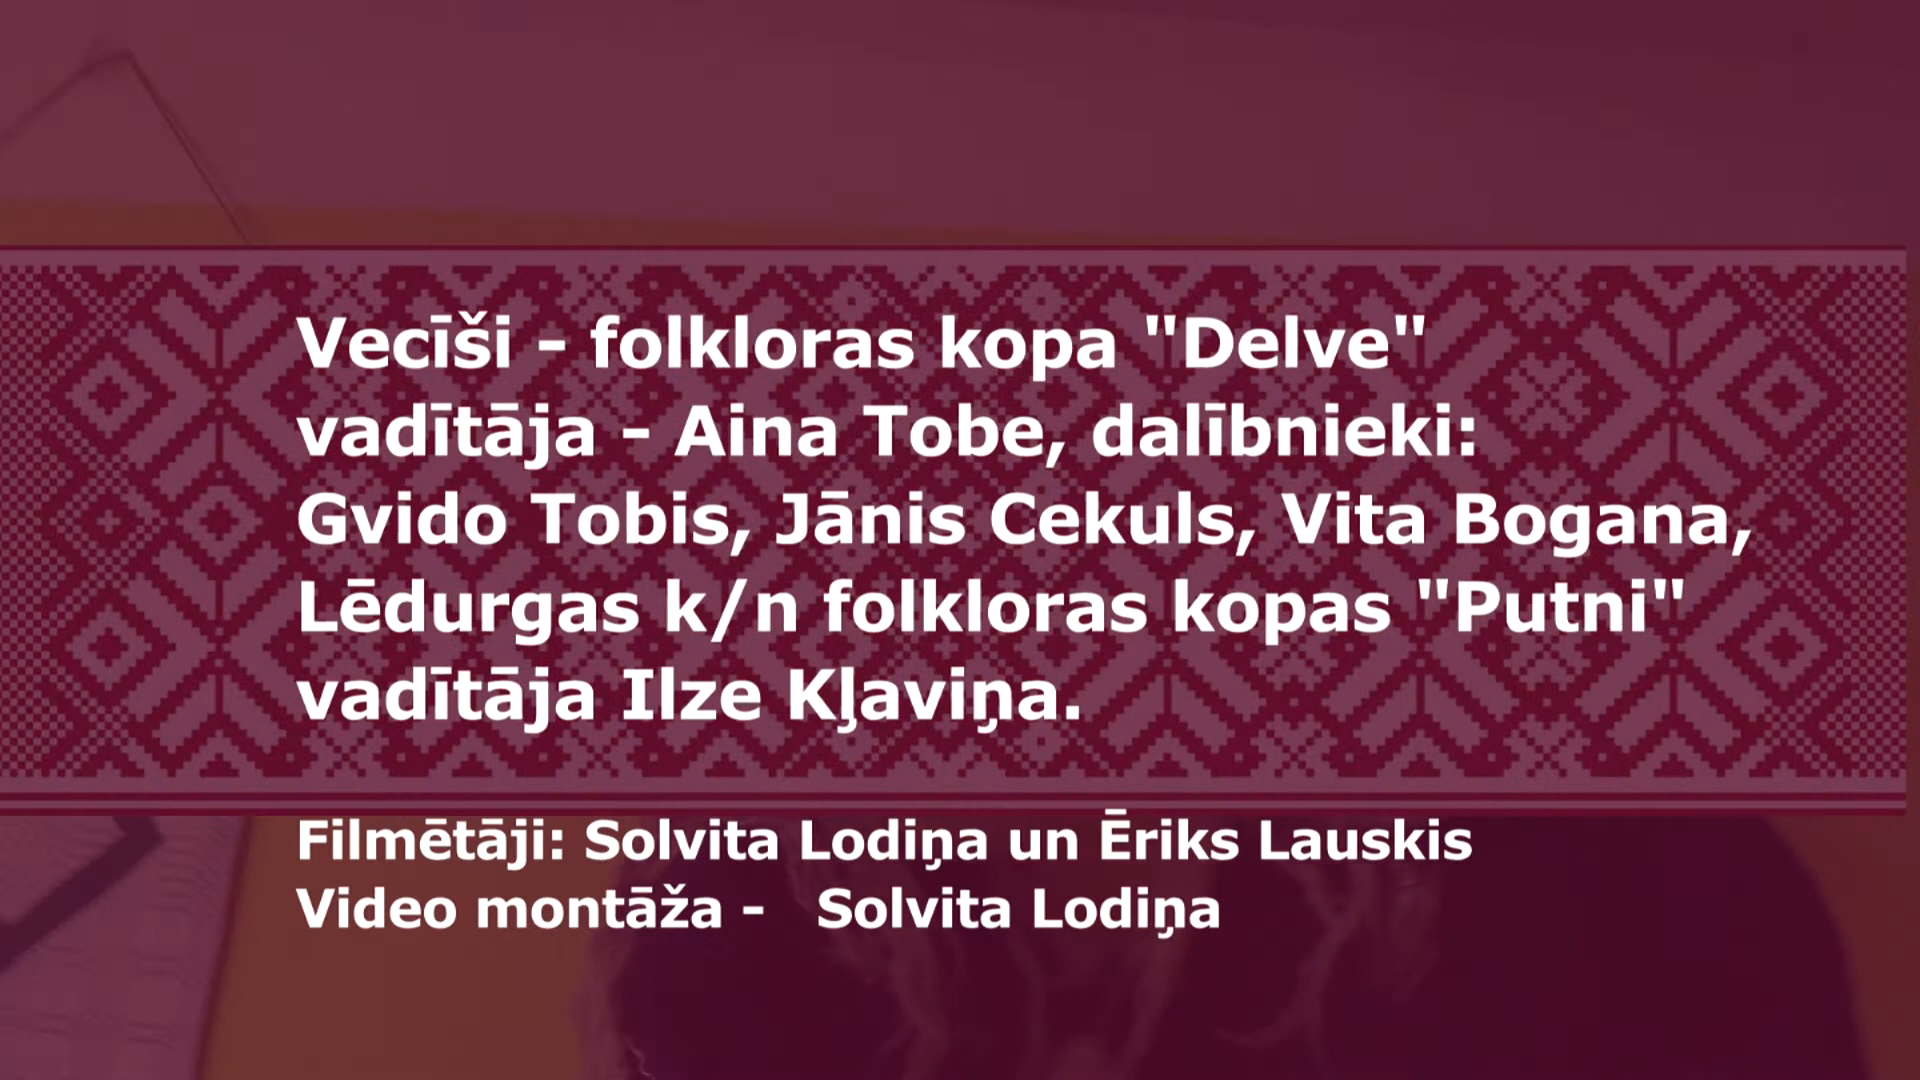 Vecīši - folkloras kopa "Delve"
vadītāja - Aina Tobe, dalībnieki:
Gvido Tobis, Jānis Cekuls, Vita Bogana,
Lēdurgas k/n folkloras kopas "Putni"
vadītāja Ilze Kļaviņa.
Filmētāji: Solvita Lodiņa un Ēriks Lauskis
Video montāža -   Solvita Lodiņa